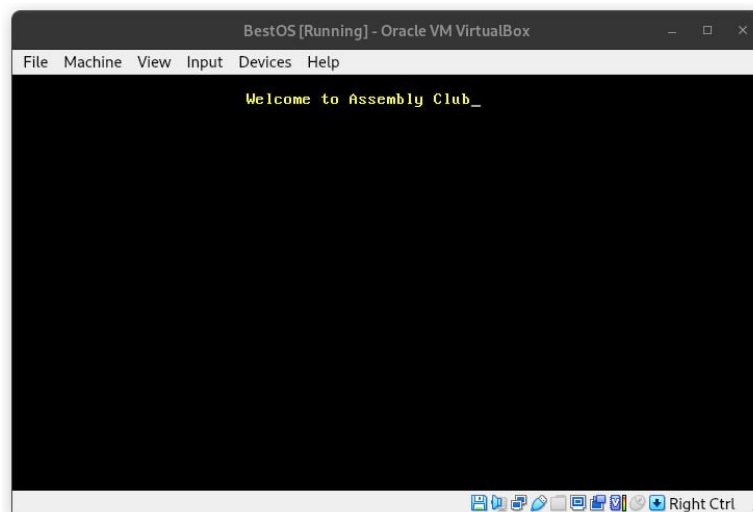 BestOS [Running] - Oracle VM VirtualBox
File Machine View Input Devices Help
Welcome to Assembly Club_
Right Ctrl